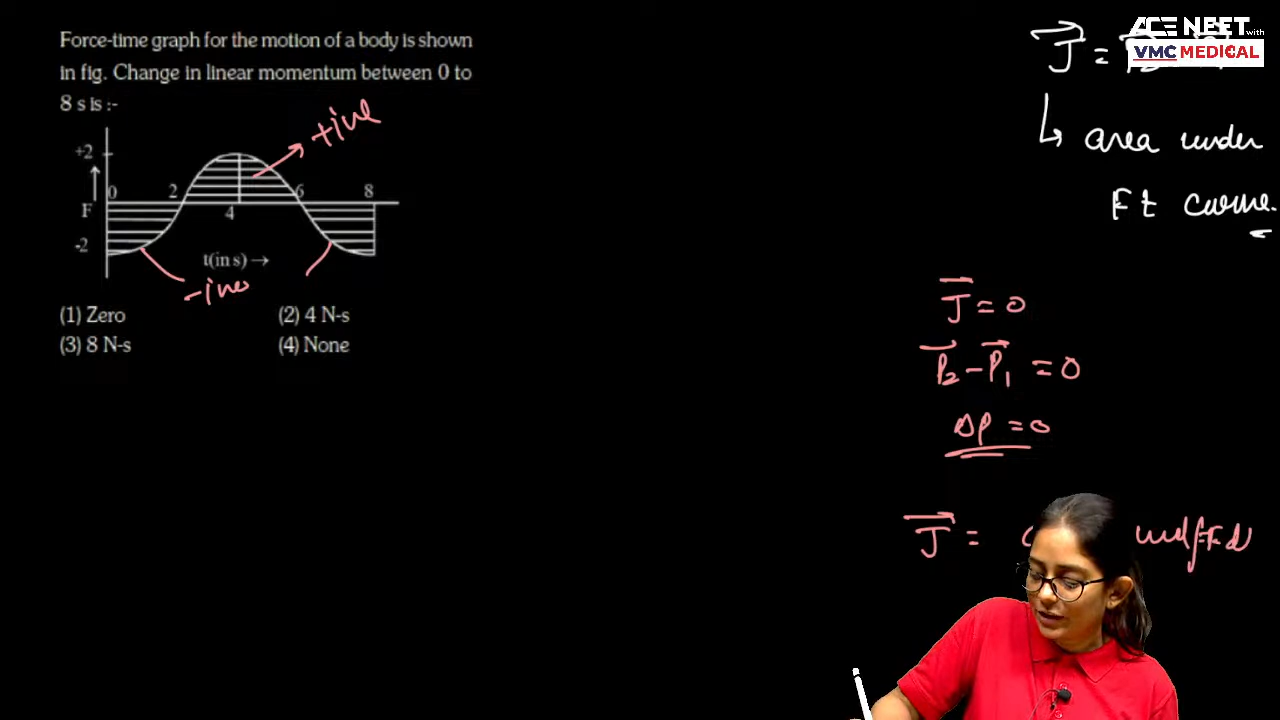 Force-time graph for the motion of a body is shown
in fig. Change in linear momentum between 0 to
8 s is :-
+2
0
2
6
8
F
4
-2
t(in s) →
+ive
-ive
(1) Zero
(2) 4 N-s
(3) 8 N-s
(4) None
ACE NEET with
VMC MEDICAL
J =
area under
Ft curve.
J = 0
P2 - P1 = 0
Δp = 0
J =